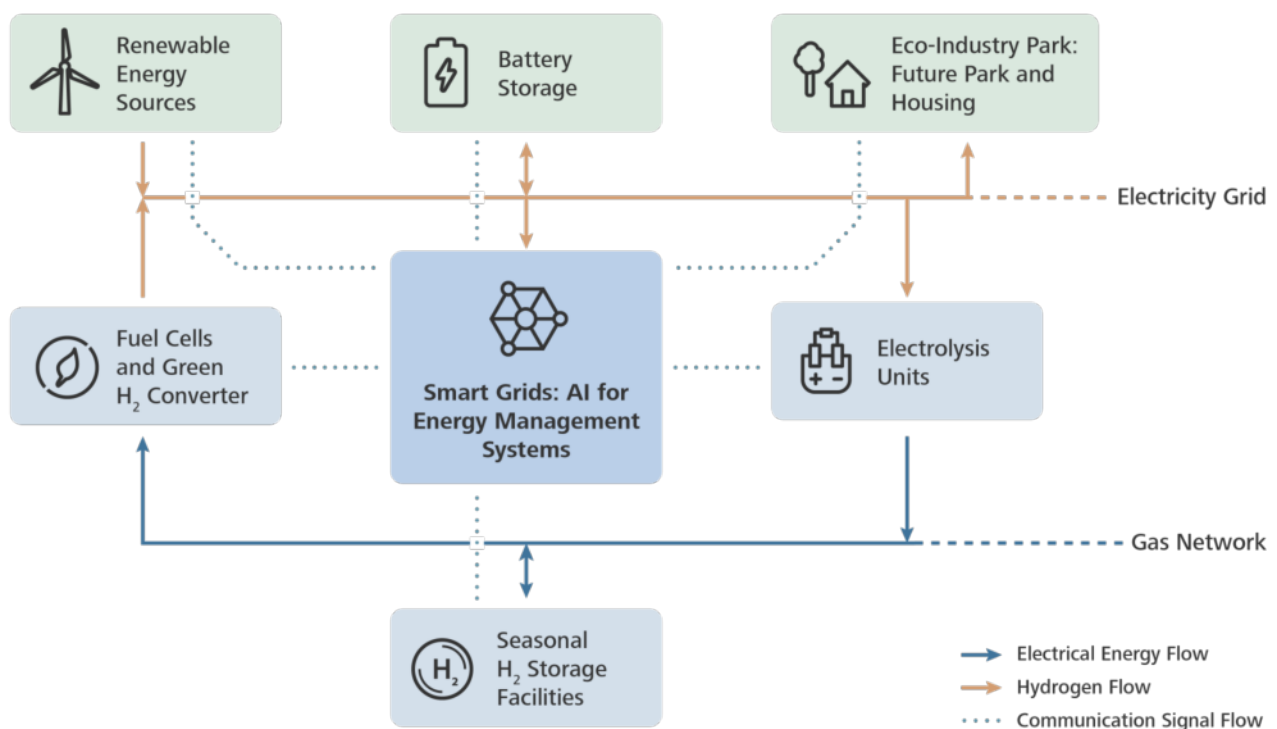 Renewable
Energy
Sources
Battery
Storage
Eco-Industry Park:
Future Park and
Housing
Electricity Grid
Fuel Cells
and Green
H₂ Converter
Smart Grids: AI for
Energy Management
Systems
Electrolysis
Units
+ −
Gas Network
H₂
Seasonal
H₂ Storage
Facilities
Electrical Energy Flow
Hydrogen Flow
Communication Signal Flow